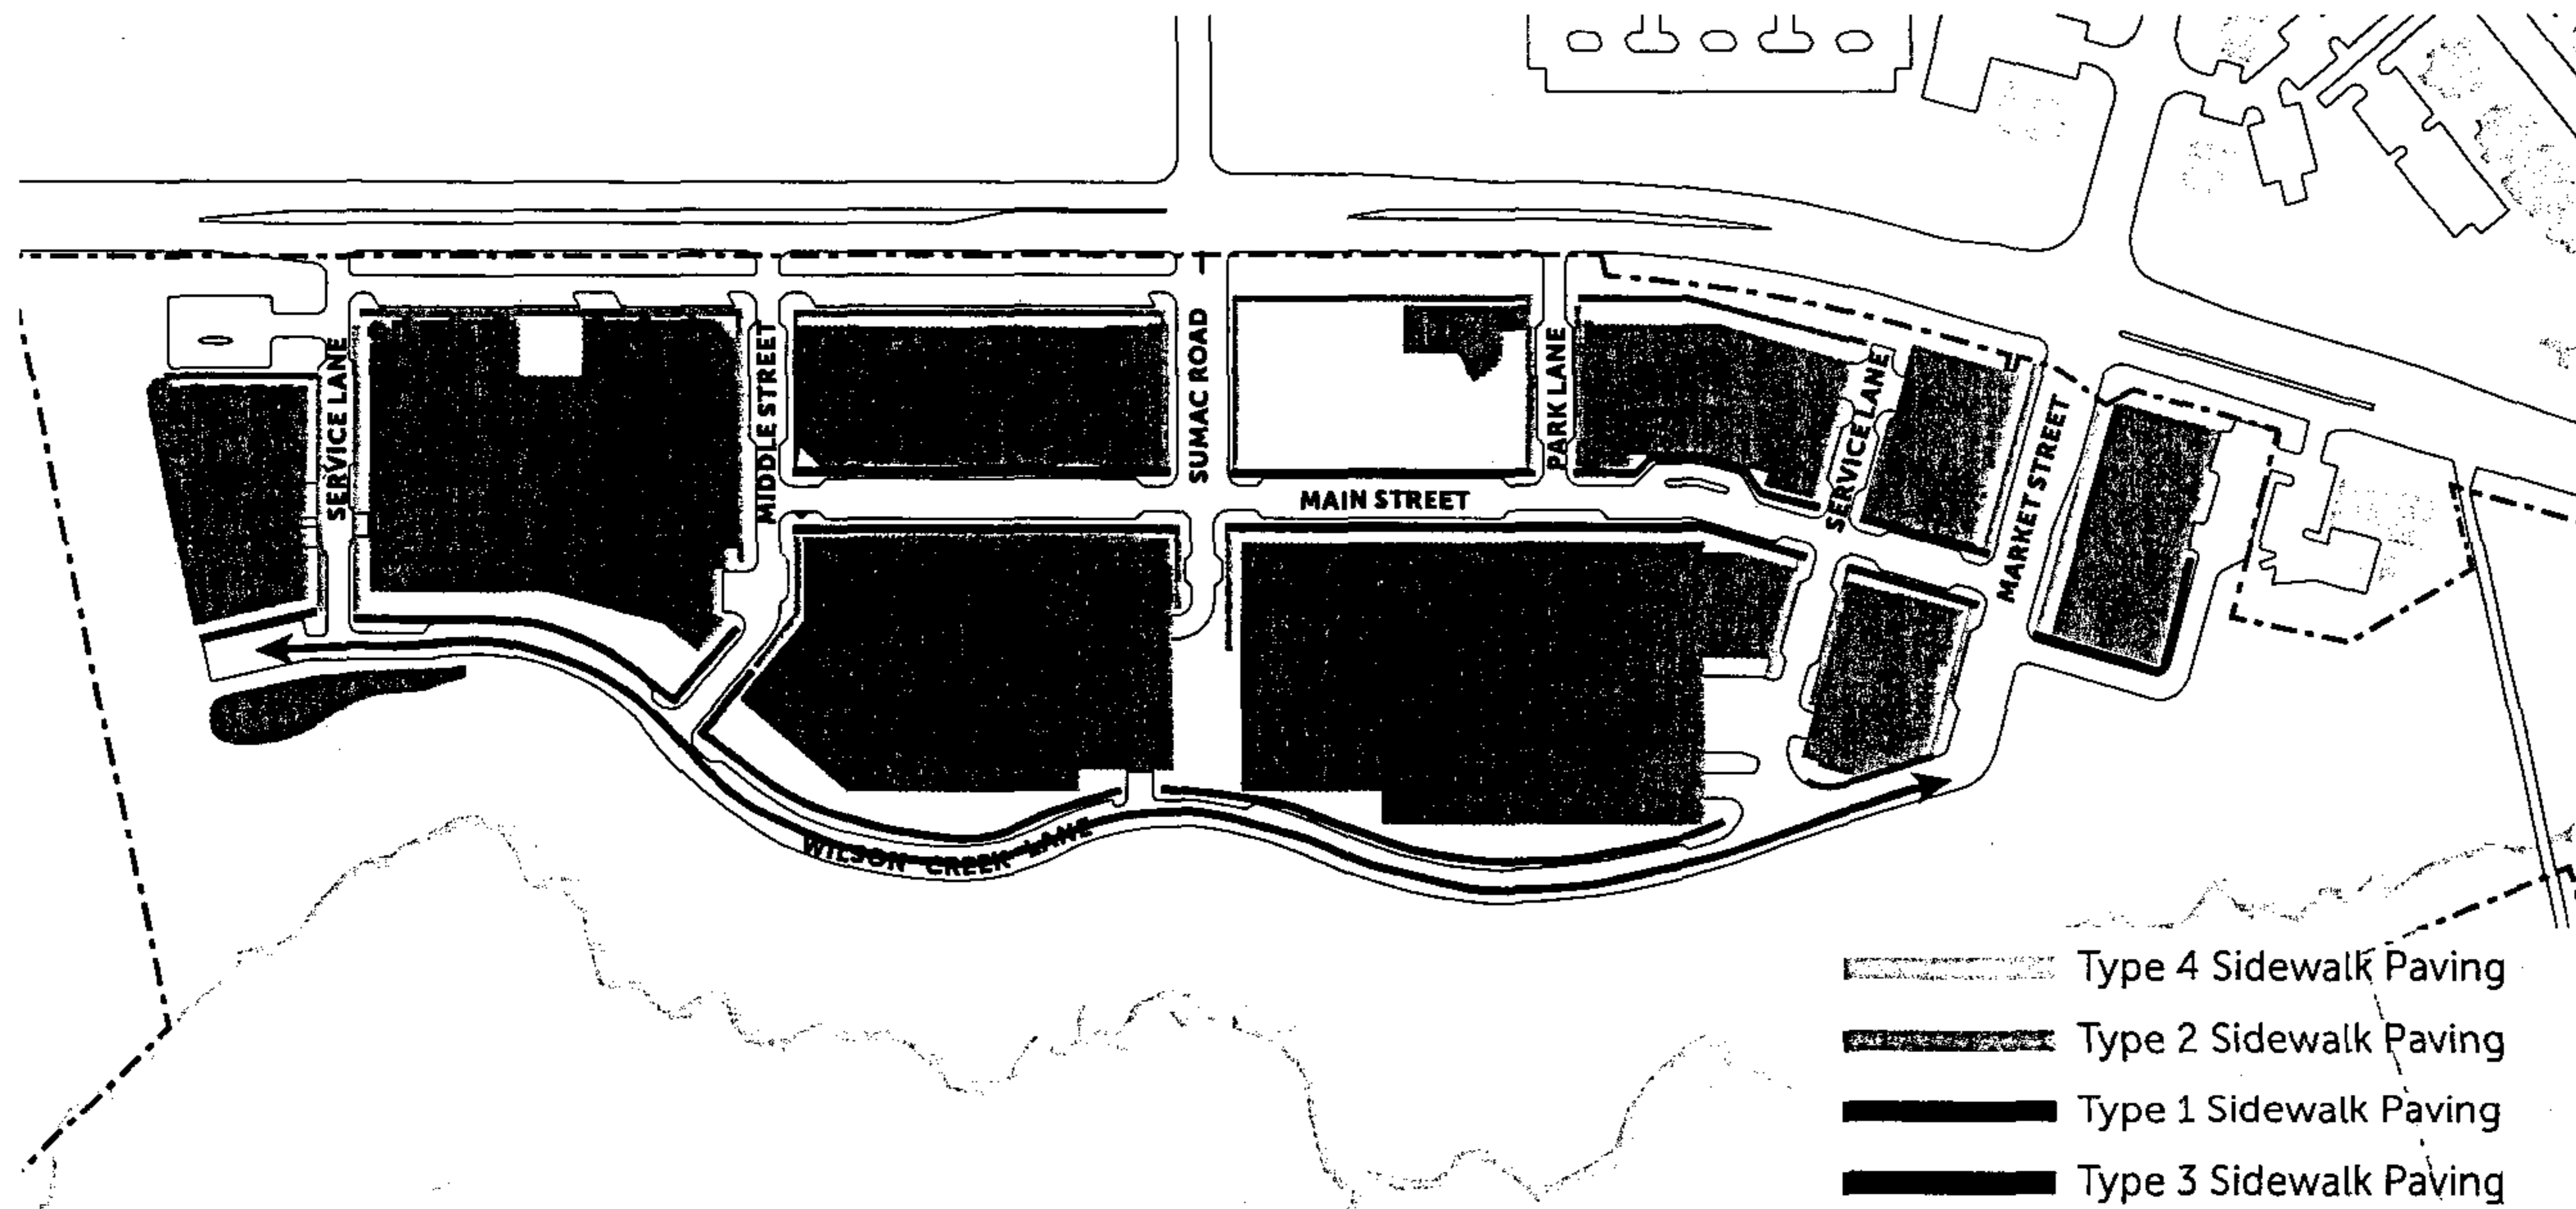 SERVICE LANE
MIDDLE STREET
SUMAC ROAD
PARK LANE
SERVICE LANE
MARKET STREET
MAIN STREET
WILSON CREEK LANE
Type 4 Sidewalk Paving
Type 2 Sidewalk Paving
Type 1 Sidewalk Paving
Type 3 Sidewalk Paving